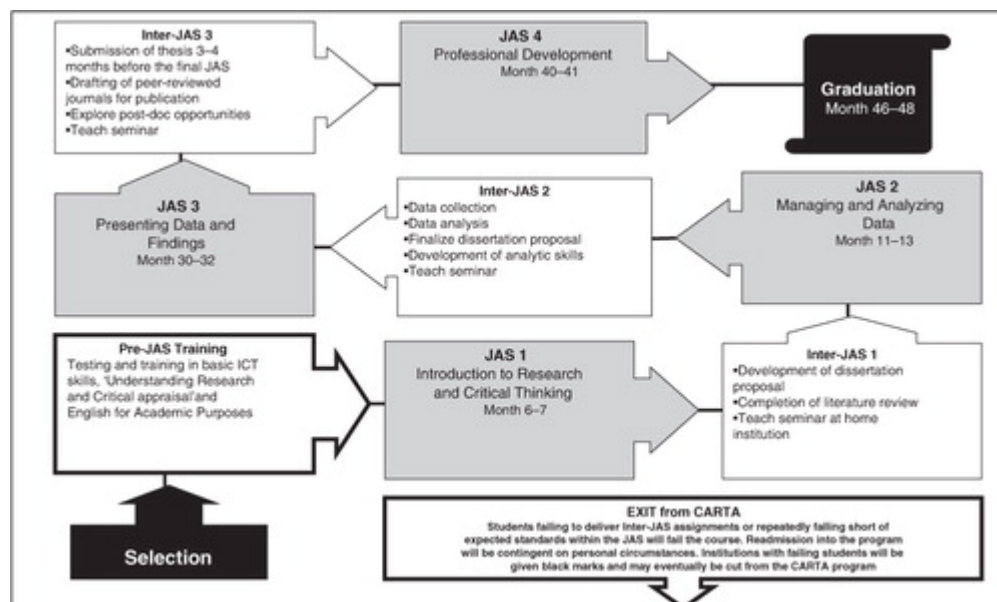 Inter-JAS 3
•Submission of thesis 3–4
months before the final JAS
•Drafting of peer-reviewed
journals for publication
•Explore post-doc opportunities
•Teach seminar
JAS 4
Professional Development
Month 40–41
Graduation
Month 46–48
JAS 3
Presenting Data and
Findings
Month 30–32
Inter-JAS 2
•Data collection
•Data analysis
•Finalize dissertation proposal
•Development of analytic skills
•Teach seminar
JAS 2
Managing and Analyzing
Data
Month 11–13
Pre-JAS Training
Testing and training in basic ICT
skills, 'Understanding Research
and Critical appraisal'and
English for Academic Purposes
JAS 1
Introduction to Research
and Critical Thinking
Month 6–7
Inter-JAS 1
•Development of dissertation
proposal
•Completion of literature review
•Teach seminar at home
institution
Selection
EXIT from CARTA
Students failing to deliver Inter-JAS assignments or repeatedly falling short of
expected standards within the JAS will fail the course. Readmission into the program
will be contingent on personal circumstances. Institutions with failing students will be
given black marks and may eventually be cut from the CARTA program